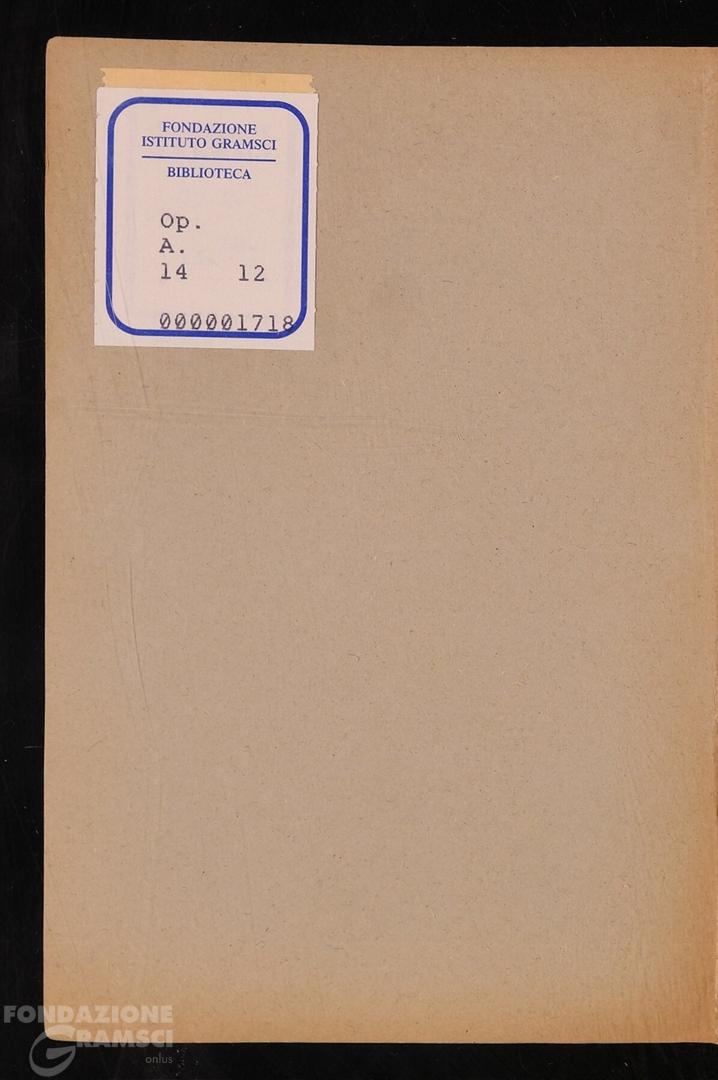 FONDAZIONE
ISTITUTO GRAMSCI
BIBLIOTECA
Op.
A.
14 12
000001718
FONDAZIONE
GRAMSCI
onlus